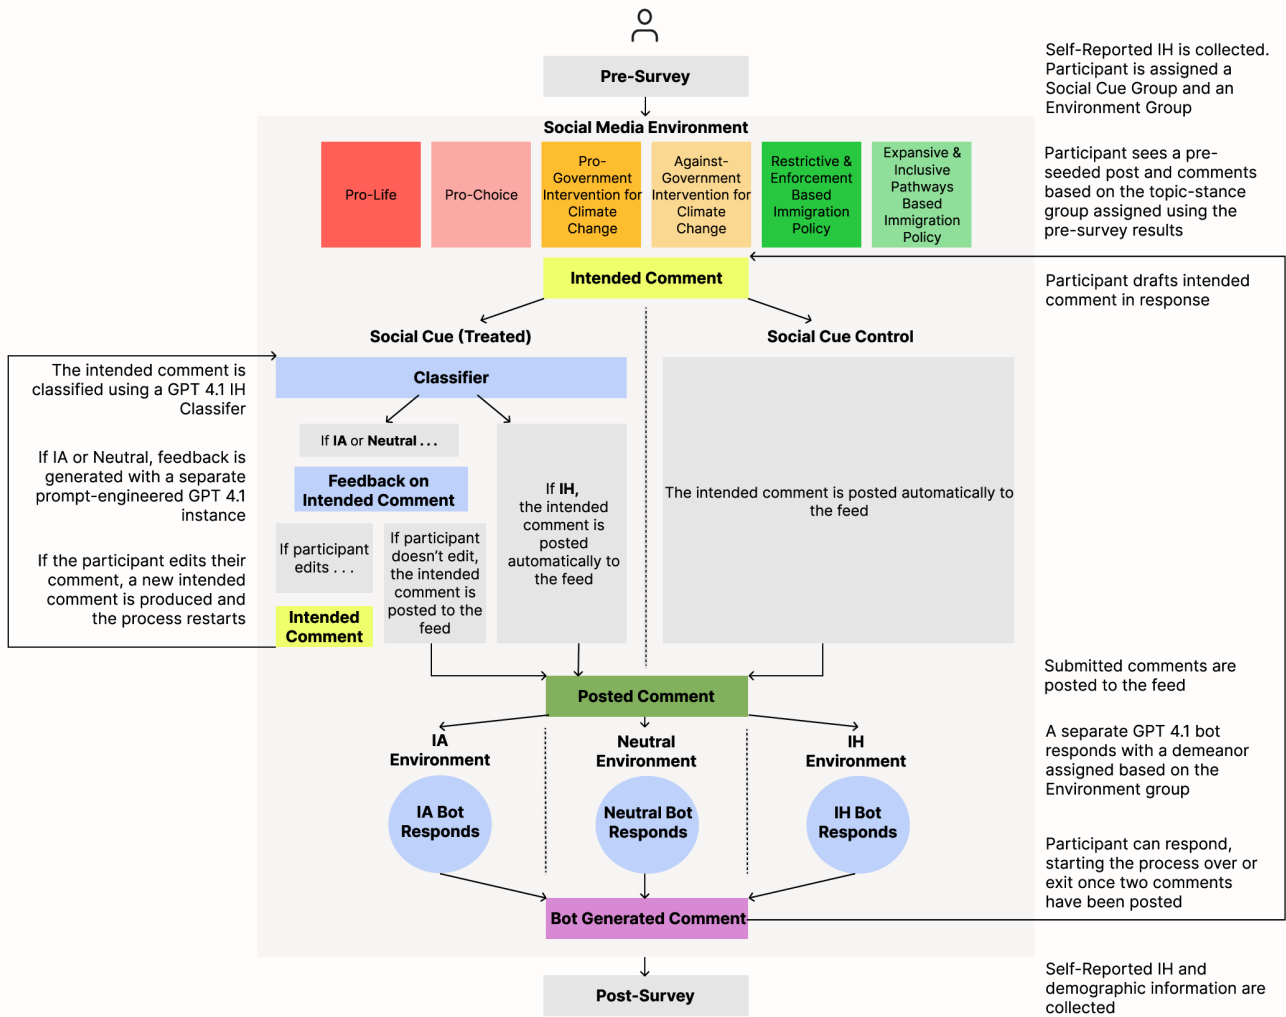 Pre-Survey
Self-Reported IH is collected.
Participant is assigned a
Social Cue Group and an
Environment Group
Social Media Environment
Pro-Life
Pro-Choice
Pro-
Government
Intervention for
Climate
Change
Against-
Government
Intervention for
Climate
Change
Restrictive &
Enforcement
Based
Immigration
Policy
Expansive &
Inclusive
Pathways
Based
Immigration
Policy
Participant sees a pre-
seeded post and comments
based on the topic-stance
group assigned using the
pre-survey results
Intended Comment
Participant drafts intended
comment in response
Social Cue (Treated)
Social Cue Control
The intended comment is
classified using a GPT 4.1 IH
Classifer
Classifier
If IA or Neutral . . .
If IA or Neutral, feedback is
generated with a separate
prompt-engineered GPT 4.1
instance
Feedback on
Intended Comment
If IH,
the intended
comment is
posted
automatically to
the feed
The intended comment is posted automatically to
the feed
If participant
edits . . .
If participant
doesn't edit,
the intended
comment is
posted to the
feed
If the participant edits their
comment, a new intended
comment is produced and
the process restarts
Intended
Comment
Posted Comment
Submitted comments are
posted to the feed
IA
Environment
Neutral
Environment
IH
Environment
A separate GPT 4.1 bot
responds with a demeanor
assigned based on the
Environment group
IA Bot
Responds
Neutral Bot
Responds
IH Bot
Responds
Participant can respond,
starting the process over or
exit once two comments
have been posted
Bot Generated Comment
Post-Survey
Self-Reported IH and
demographic information are
collected